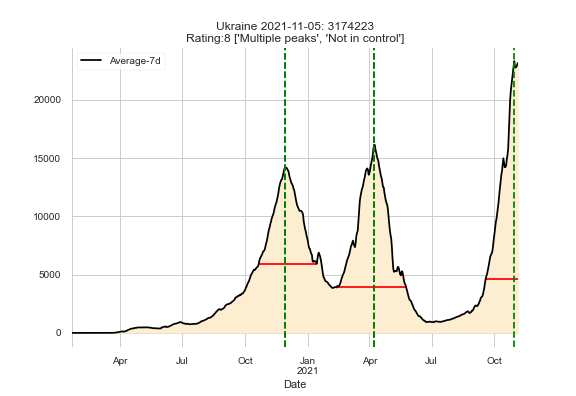 Ukraine 2021-11-05: 3174223
Rating:8 ['Multiple peaks', 'Not in control']
Average-7d
20000
15000
10000
5000
0
Apr Jul Oct Jan Apr Jul Oct
2021
Date